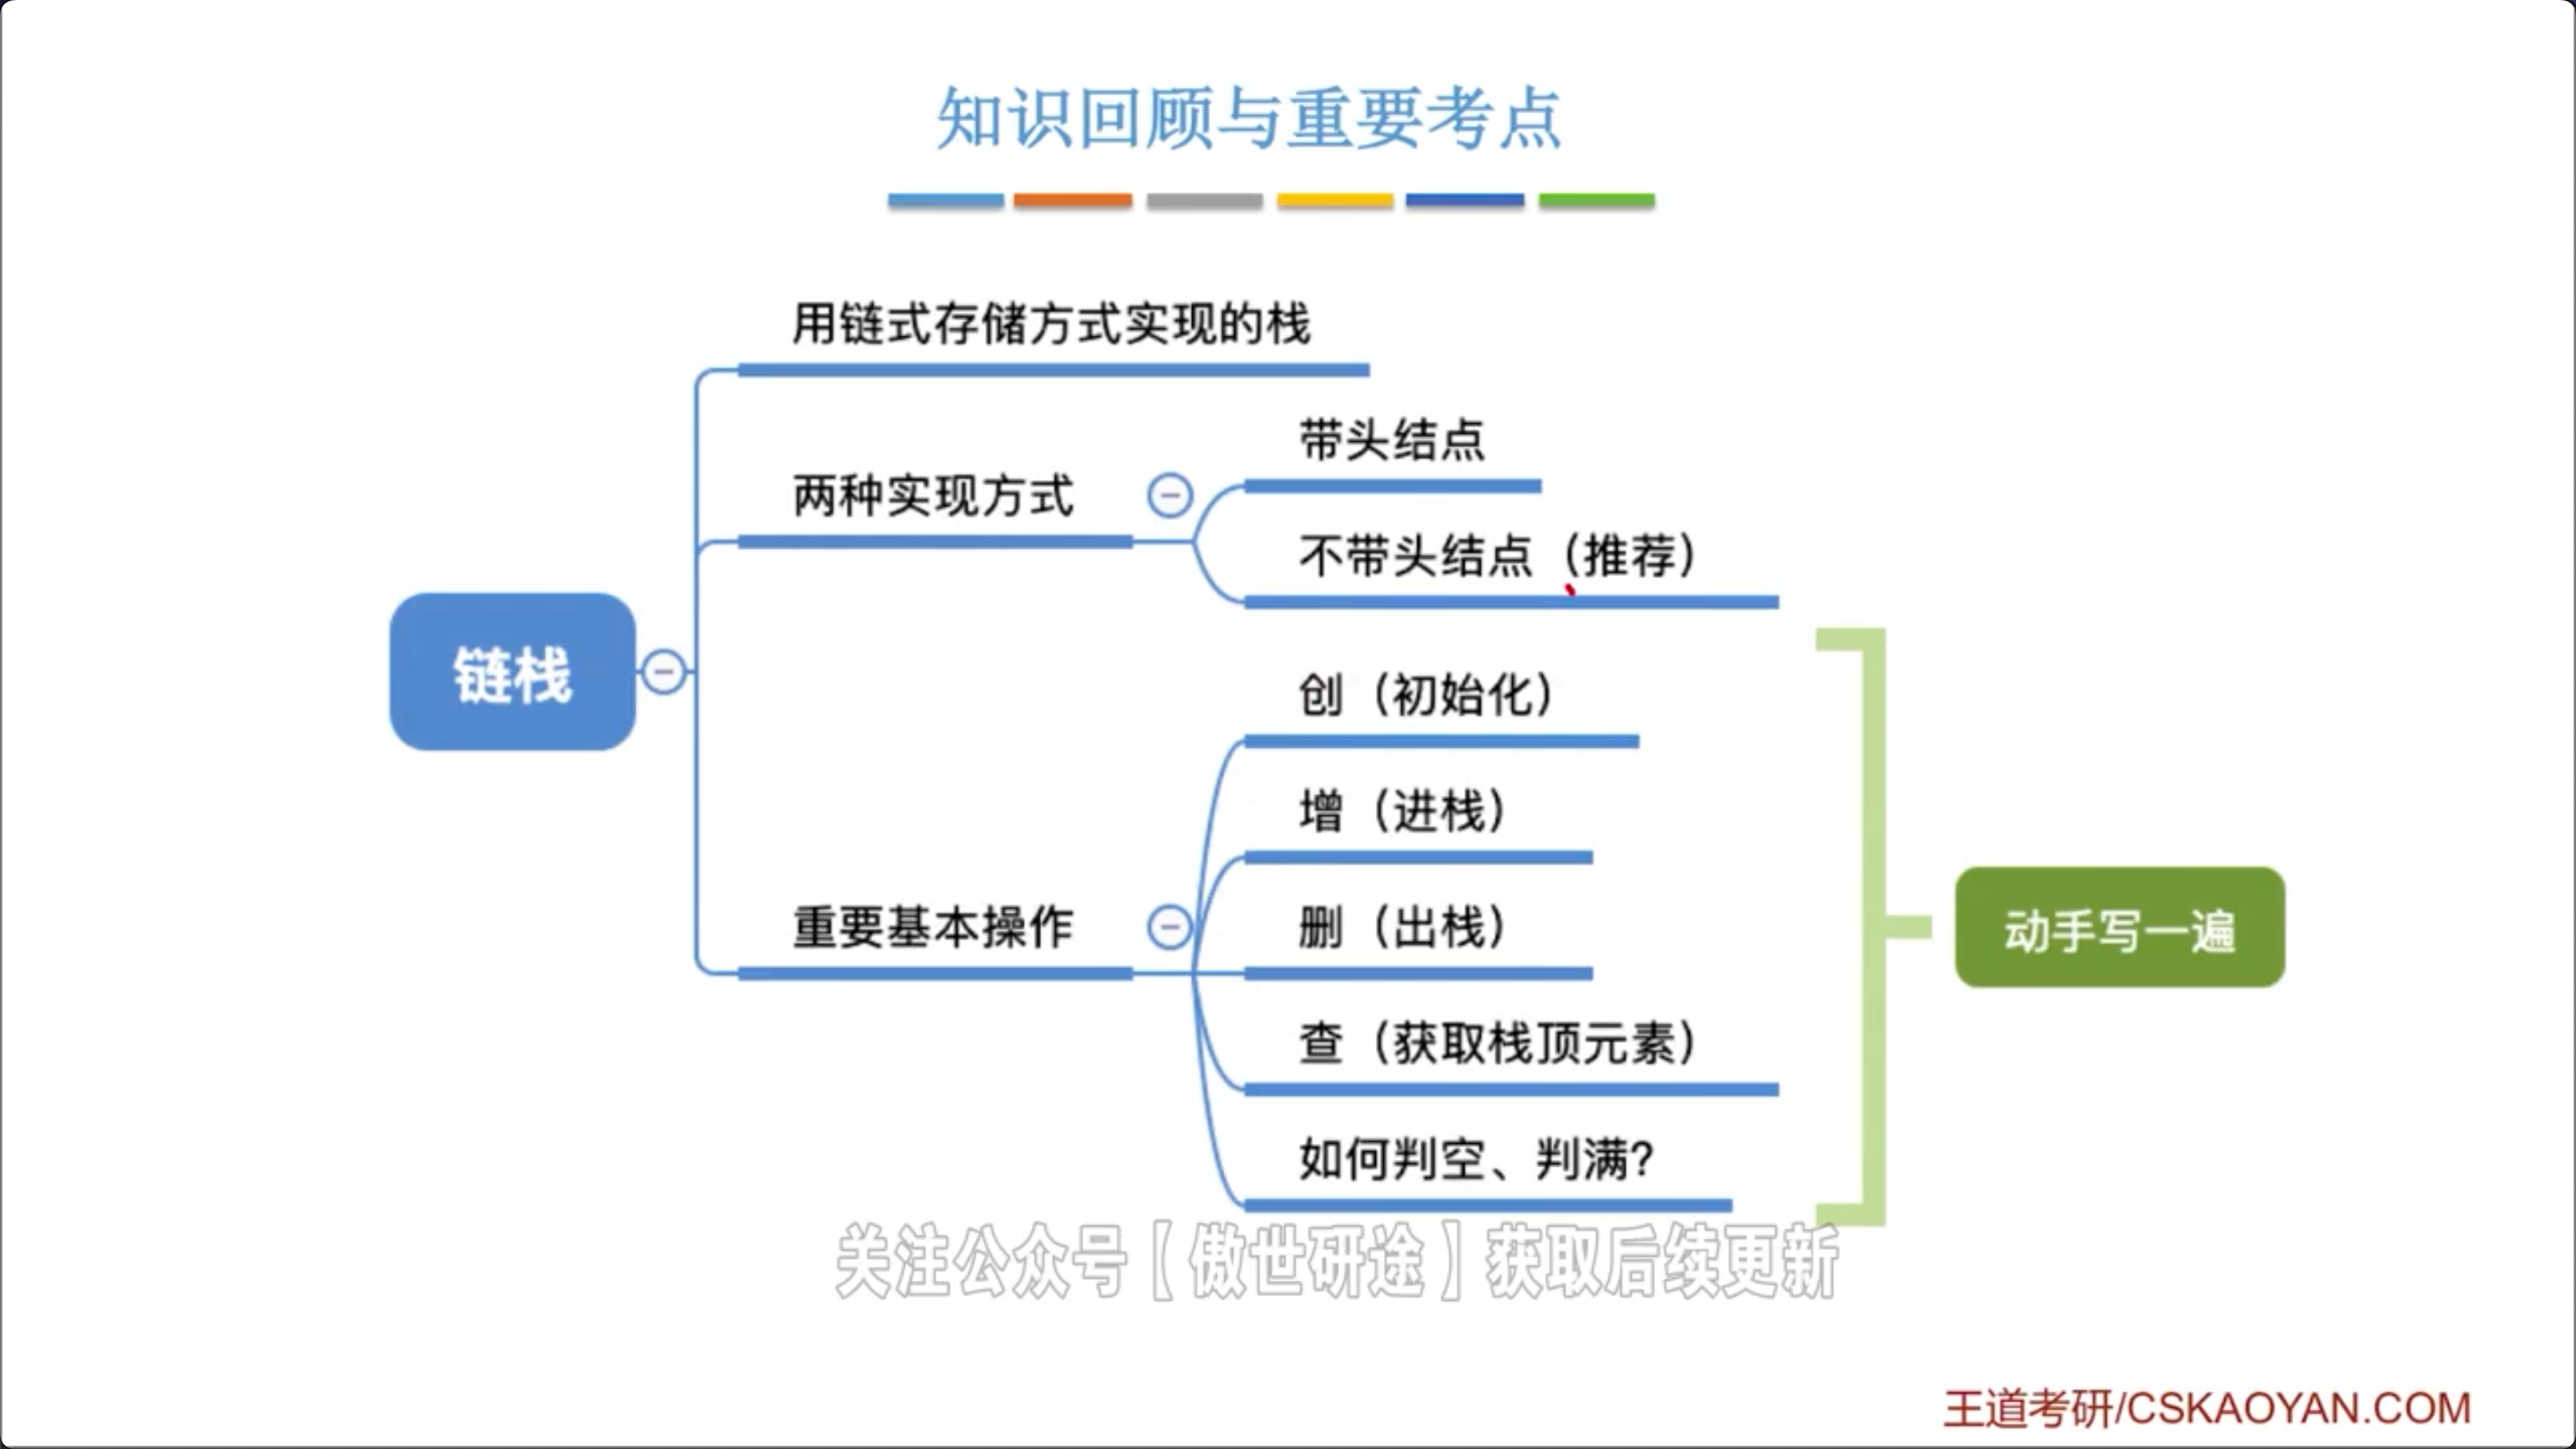 知识回顾与重要考点
用链式存储方式实现的栈
带头结点
两种实现方式
不带头结点（推荐）
链栈
创（初始化）
增（进栈）
重要基本操作
删（出栈）
动手写一遍
查（获取栈顶元素）
如何判空、判满?
关注公众号【傲世研途】获取后续更新
王道考研/CSKAOYAN.COM